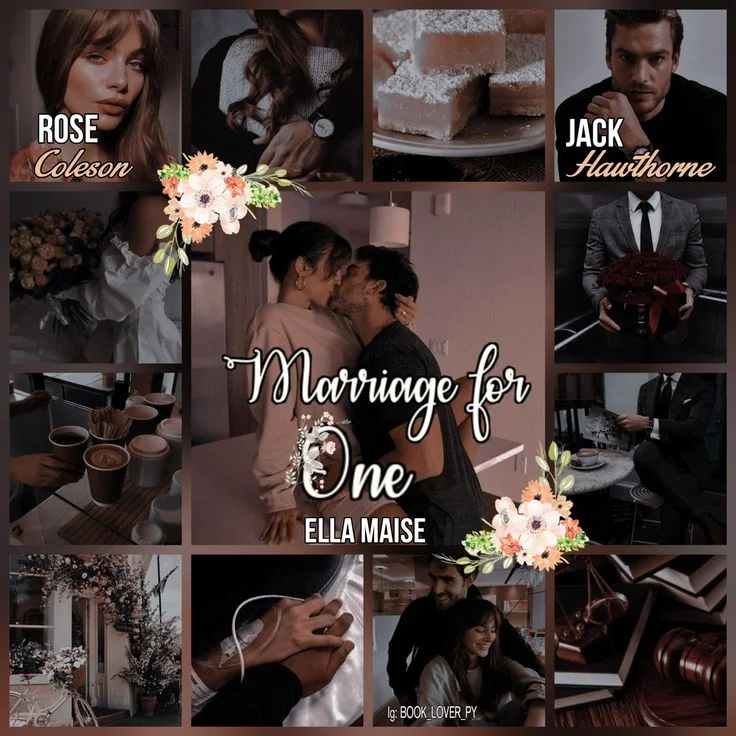 ROSE
Coleson
JACK
Hawthorne
Marriage for
One
ELLA MAISE
Ig: BOOK_LOVER_PY